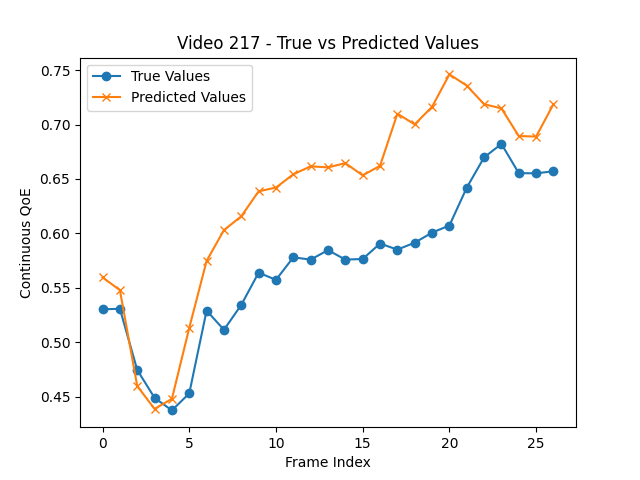 Video 217 - True vs Predicted Values
True Values
Predicted Values
Continuous QoE
0.75
0.70
0.65
0.60
0.55
0.50
0.45
0 5 10 15 20 25
Frame Index